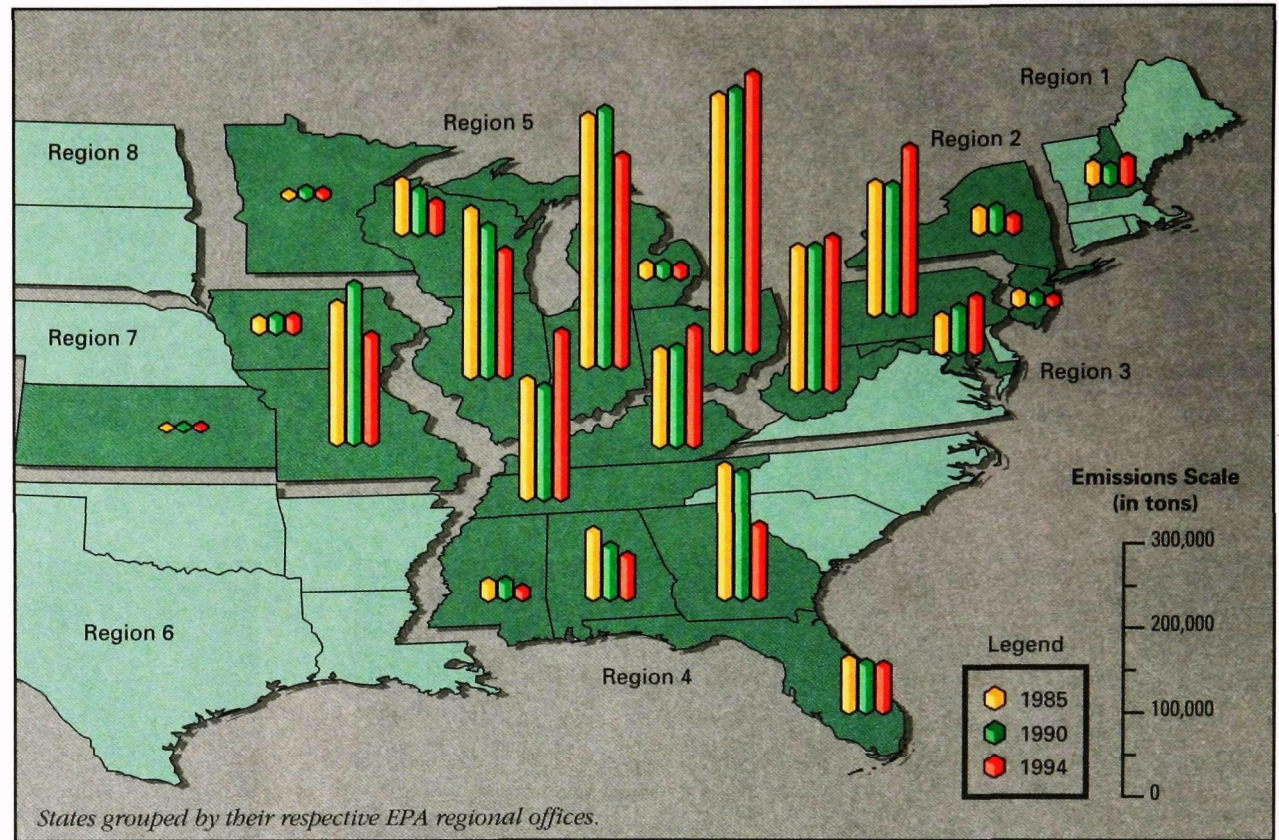 Region 1
Region 5
Region 2
Region 8
Region 7
Region 3
Emissions Scale
(in tons)
300,000
200,000
100,000
0
Region 6
Region 4
Legend
1985
1990
1994
States grouped by their respective EPA regional offices.